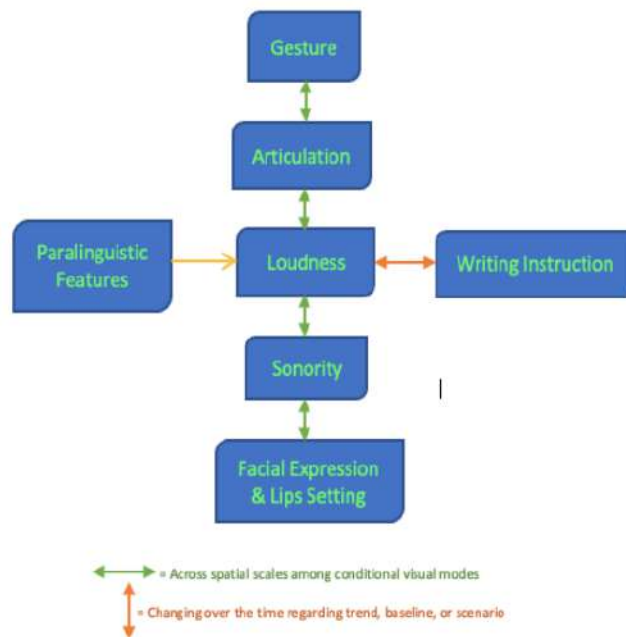 Gesture
Articulation
Paralinguistic
Features
Loudness
Writing Instruction
Sonority
Facial Expression
& Lips Setting
= Across spatial scales among conditional visual modes
= Changing over the time regarding trend, baseline, or scenario